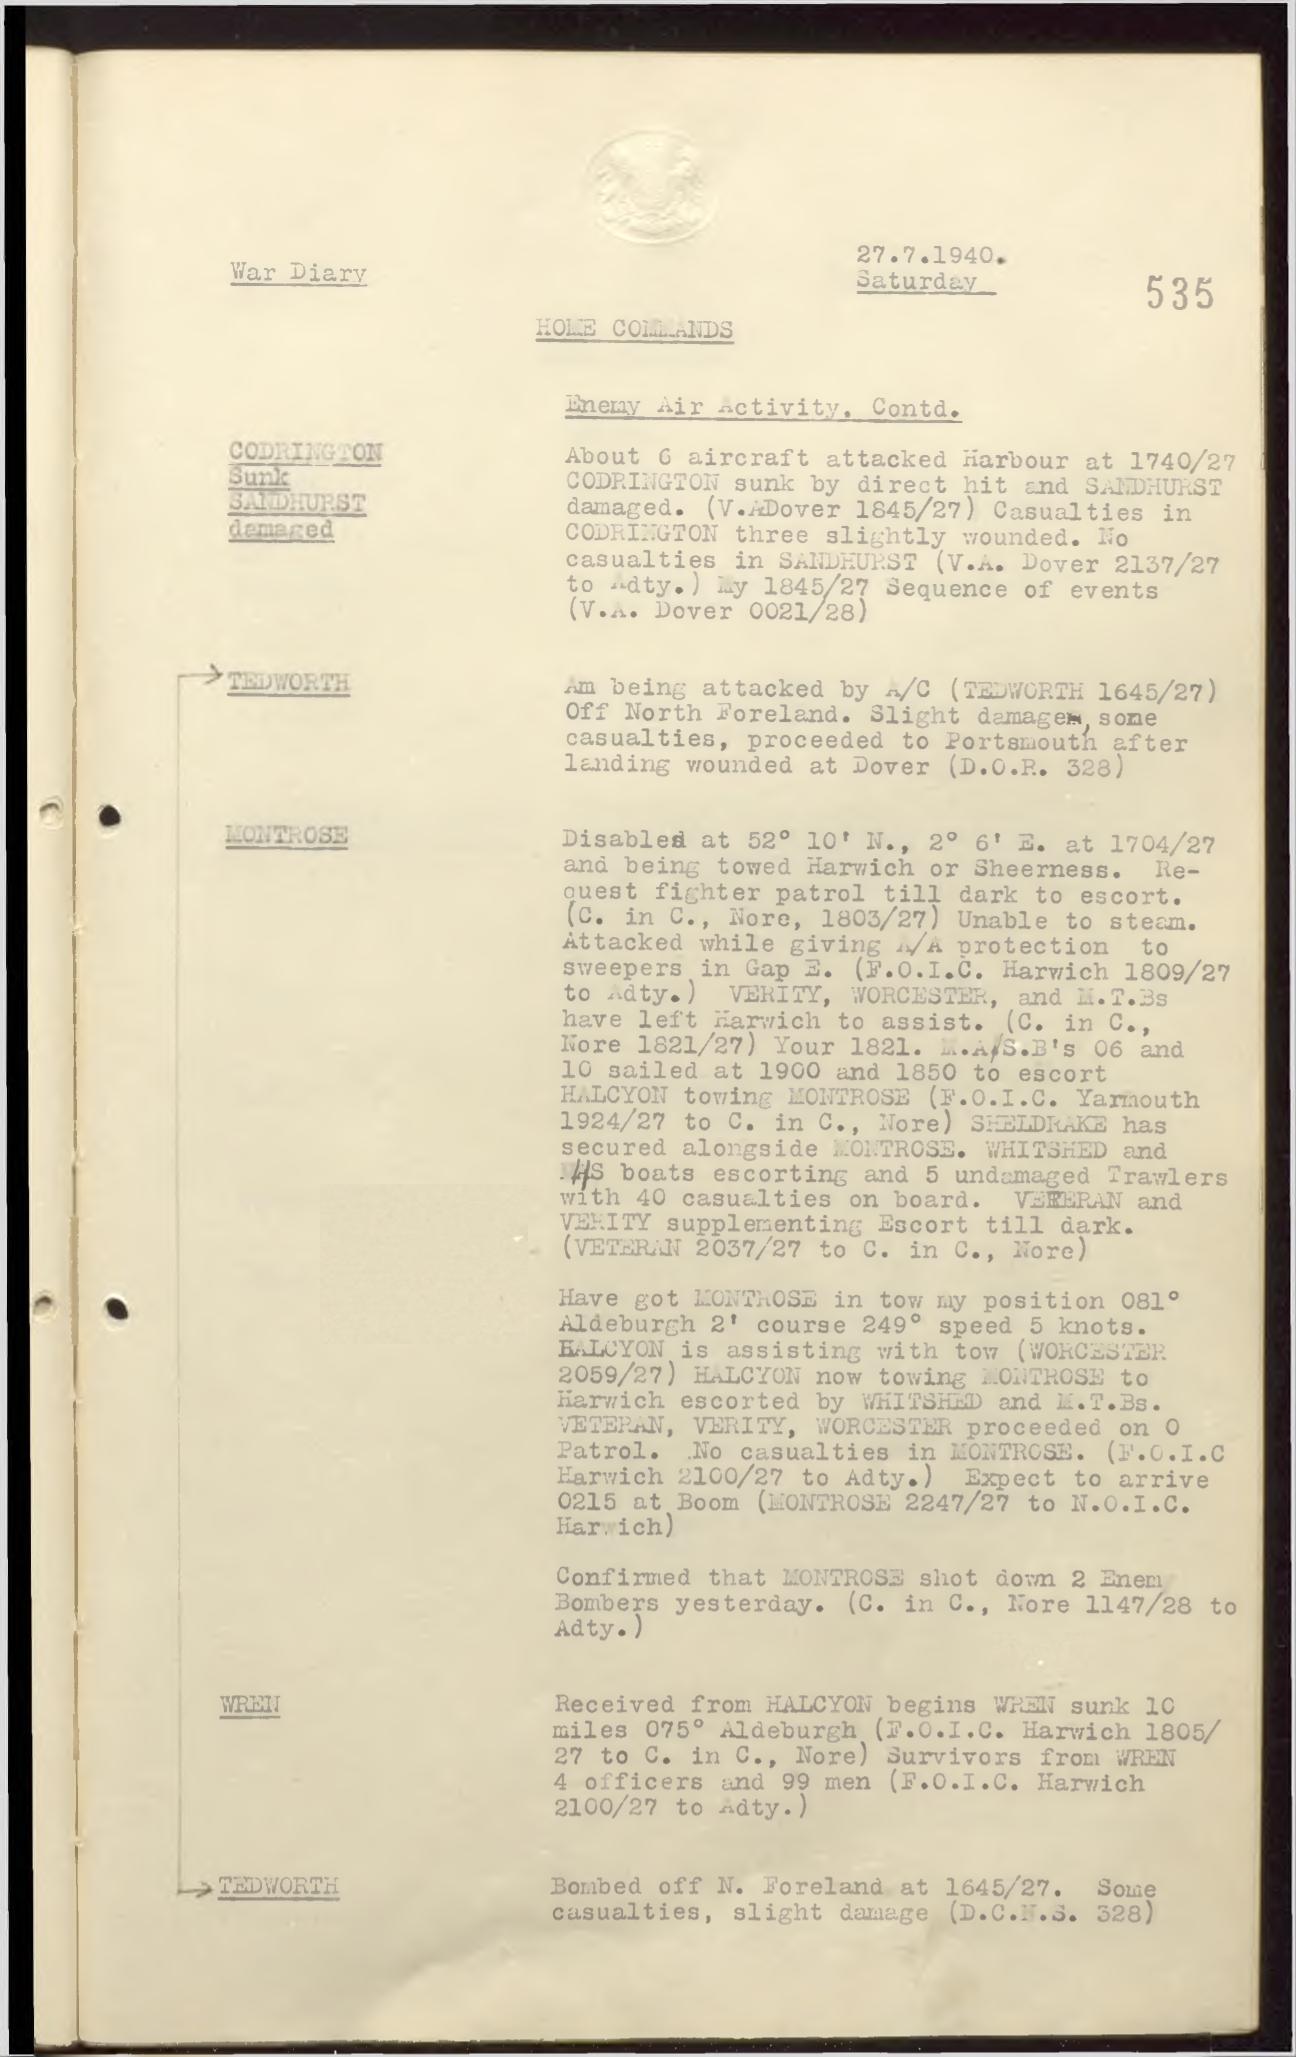 War Diary
27.7.1940.
Saturday
535
HOME COMMANDS
Enemy Air Activity. Contd.
CODRINGTON
Sunk
SANDHURST
damaged
About 6 aircraft attacked Harbour at 1740/27
CODRINGTON sunk by direct hit and SANDHURST
damaged. (V.ADover 1845/27) Casualties in
CODRINGTON three slightly wounded. No
casualties in SANDHURST (V.A. Dover 2137/27
to Adty.) My 1845/27 Sequence of events
(V.A. Dover 0021/28)
TEDWORTH
Am being attacked by A/C (TEDWORTH 1645/27)
Off North Foreland. Slight damage, some
casualties, proceeded to Portsmouth after
landing wounded at Dover (D.O.R. 328)
MONTROSE
Disabled at 52° 10' N., 2° 6' E. at 1704/27
and being towed Harwich or Sheerness. Re-
quest fighter patrol till dark to escort.
(C. in C., Nore, 1803/27) Unable to steam.
Attacked while giving A/A protection to
sweepers in Gap E. (F.O.I.C. Harwich 1809/27
to Adty.) VERITY, WORCESTER, and M.T.Bs
have left Harwich to assist. (C. in C.,
Nore 1821/27) Your 1821. M.A/S.B's 06 and
10 sailed at 1900 and 1850 to escort
HALCYON towing MONTROSE (F.O.I.C. Yarmouth
1924/27 to C. in C., Nore) SHELDRAKE has
secured alongside MONTROSE. WHITSHED and
boats escorting and 5 undamaged Trawlers
with 40 casualties on board. VETERAN and
VERITY supplementing Escort till dark.
(VETERAN 2037/27 to C. in C., Nore)
Have got MONTROSE in tow my position 081°
Aldeburgh 2' course 249° speed 5 knots.
HALCYON is assisting with tow (WORCESTER
2059/27) HALCYON now towing MONTROSE to
Harwich escorted by WHITSHED and M.T.Bs.
VETERAN, VERITY, WORCESTER proceeded on O
Patrol. No casualties in MONTROSE. (F.O.I.C
Harwich 2100/27 to Adty.) Expect to arrive
0215 at Boom (MONTROSE 2247/27 to N.O.I.C.
Harwich)
Confirmed that MONTROSE shot down 2 Enemy
Bombers yesterday. (C. in C., Nore 1147/28 to
Adty.)
WREN
Received from HALCYON begins WREN sunk 10
miles 075° Aldeburgh (F.O.I.C. Harwich 1805/
27 to C. in C., Nore) Survivors from WREN
4 officers and 99 men (F.O.I.C. Harwich
2100/27 to Adty.)
TEDWORTH
Bombed off N. Foreland at 1645/27. Some
casualties, slight damage (D.C.N.S. 328)